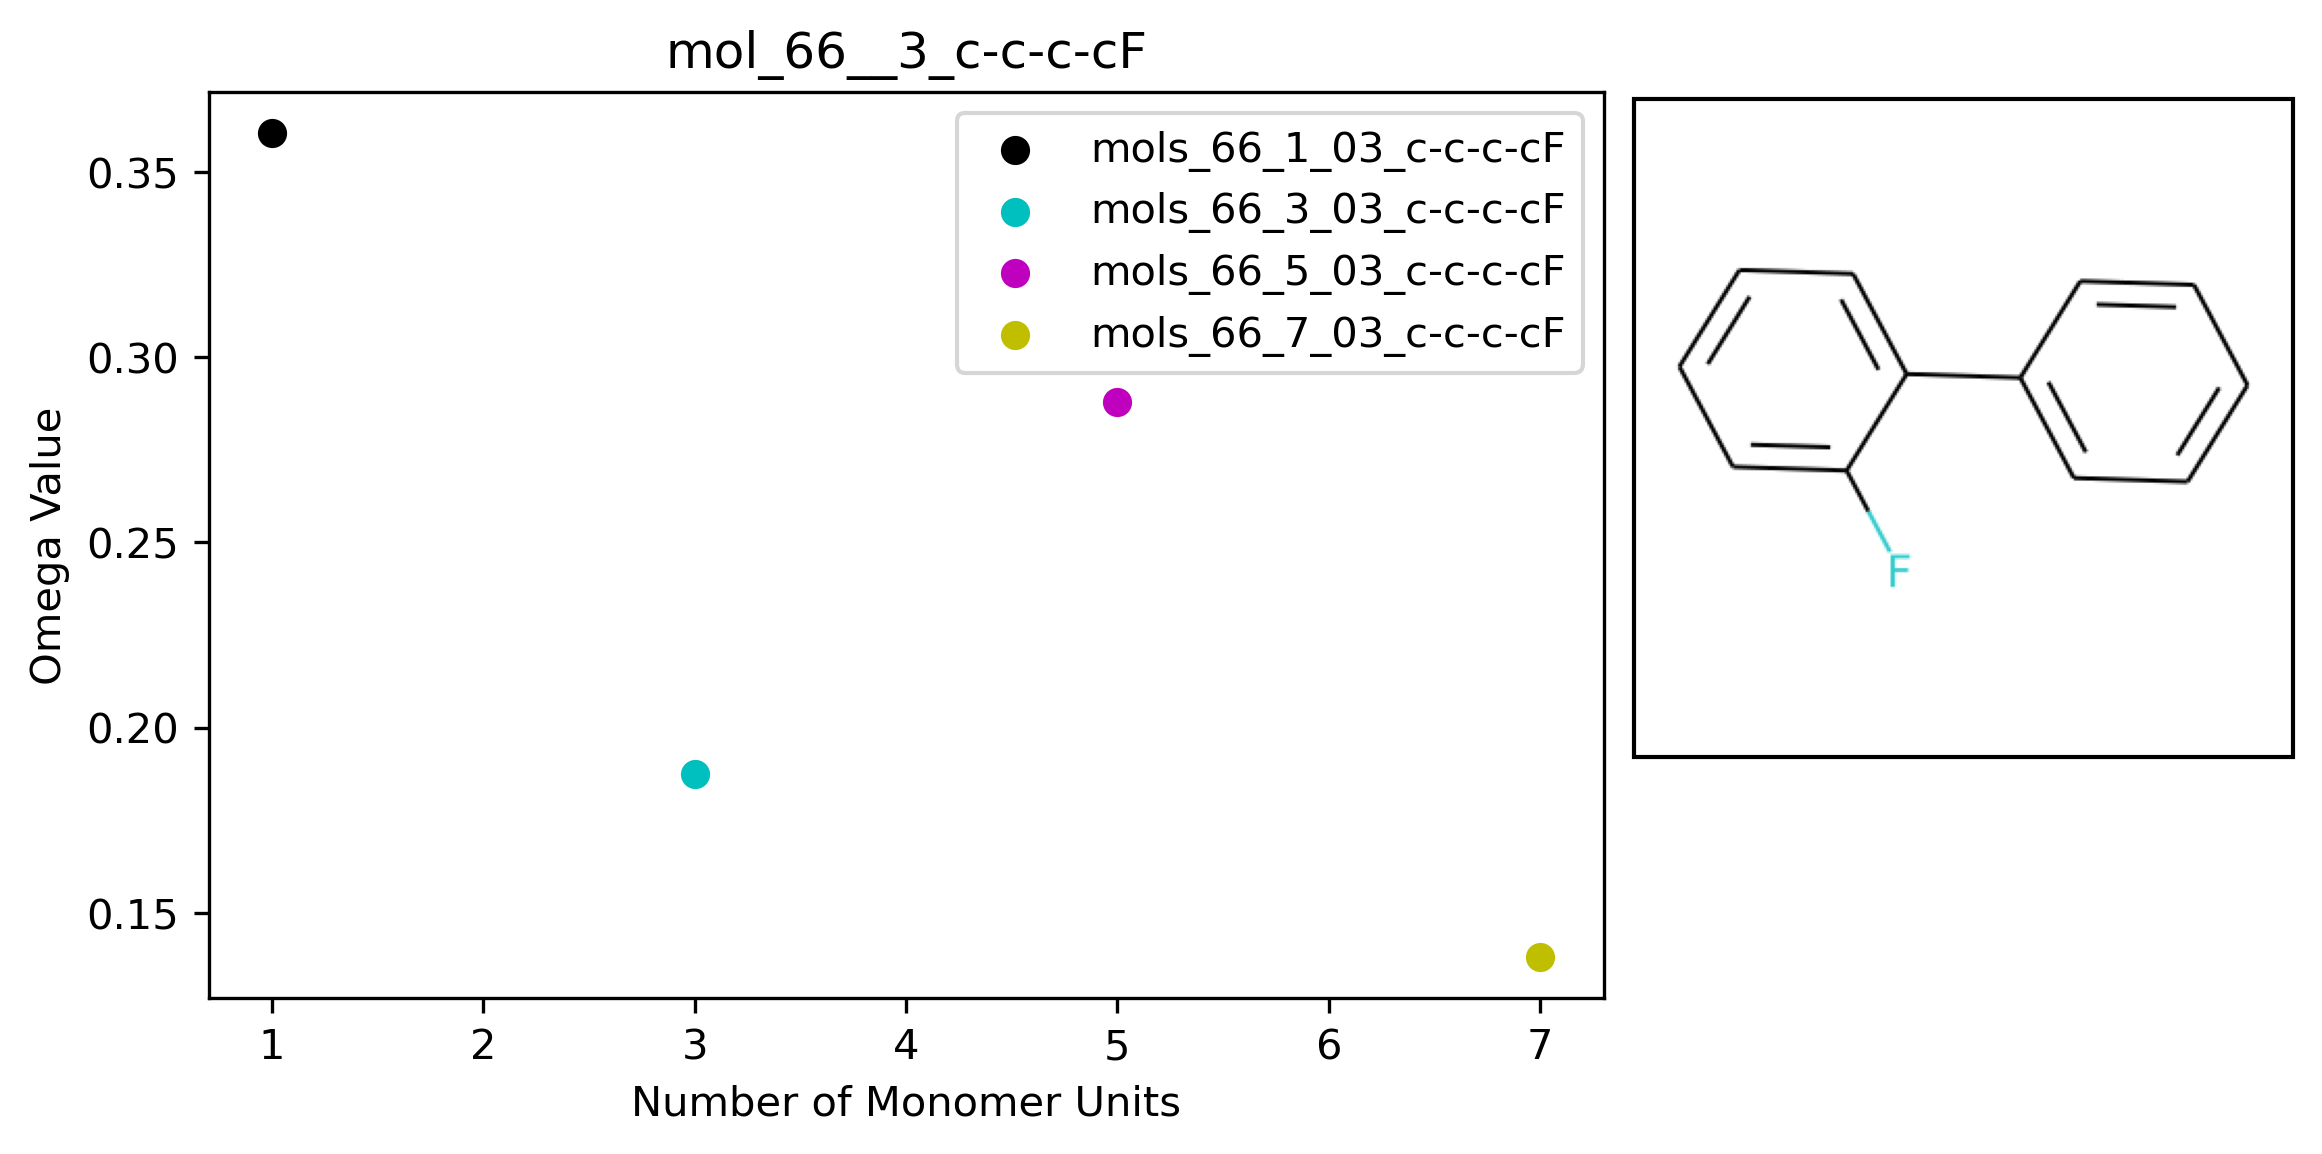 mol_66__3_c-c-c-cF
mols_66_1_03_c-c-c-cF
mols_66_3_03_c-c-c-cF
mols_66_5_03_c-c-c-cF
mols_66_7_03_c-c-c-cF
Omega Value
0.35
0.30
0.25
0.20
0.15
1 2 3 4 5 6 7
Number of Monomer Units
F